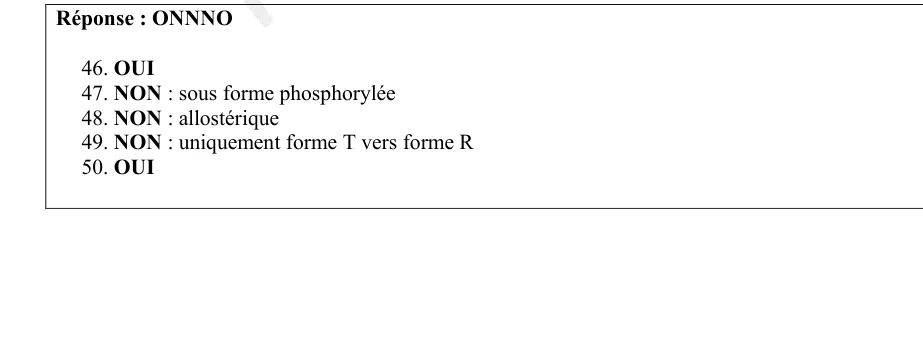 Réponse : ONNNO
46. OUI
47. NON : sous forme phosphorylée
48. NON : allostérique
49. NON : uniquement forme T vers forme R
50. OUI